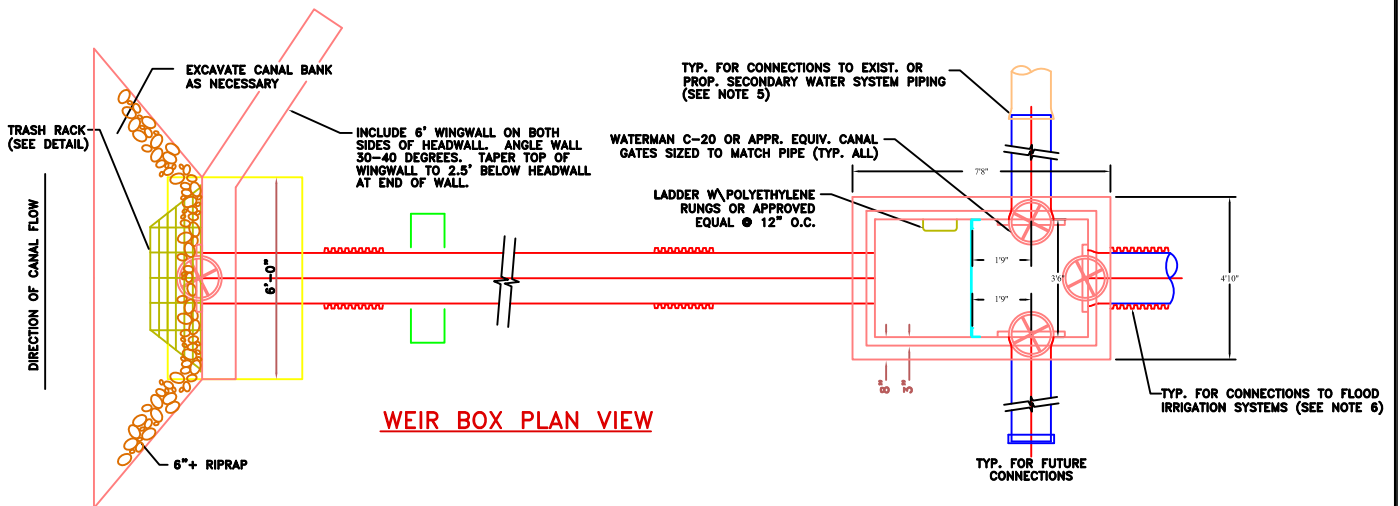 EXCAVATE CANAL BANK
AS NECESSARY
TRASH RACK
(SEE DETAIL)
INCLUDE 6' WINGWALL ON BOTH
SIDES OF HEADWALL. ANGLE WALL
30-40 DEGREES. TAPER TOP OF
WINGWALL TO 2.5' BELOW HEADWALL
AT END OF WALL.
TYP. FOR CONNECTIONS TO EXIST. OR
PROP. SECONDARY WATER SYSTEM PIPING
(SEE NOTE 5)
WATERMAN C-20 OR APPR. EQUIV. CANAL
GATES SIZED TO MATCH PIPE (TYP. ALL)
LADDER W\POLYETHYLENE
RUNGS OR APPROVED
EQUAL @ 12" O.C.
7'8"
1'9"
1'9"
3'6"
4'10"
6'-0"
8"
3"
DIRECTION OF CANAL FLOW
WEIR BOX PLAN VIEW
6"+ RIPRAP
TYP. FOR CONNECTIONS TO FLOOD
IRRIGATION SYSTEMS (SEE NOTE 6)
TYP. FOR FUTURE
CONNECTIONS